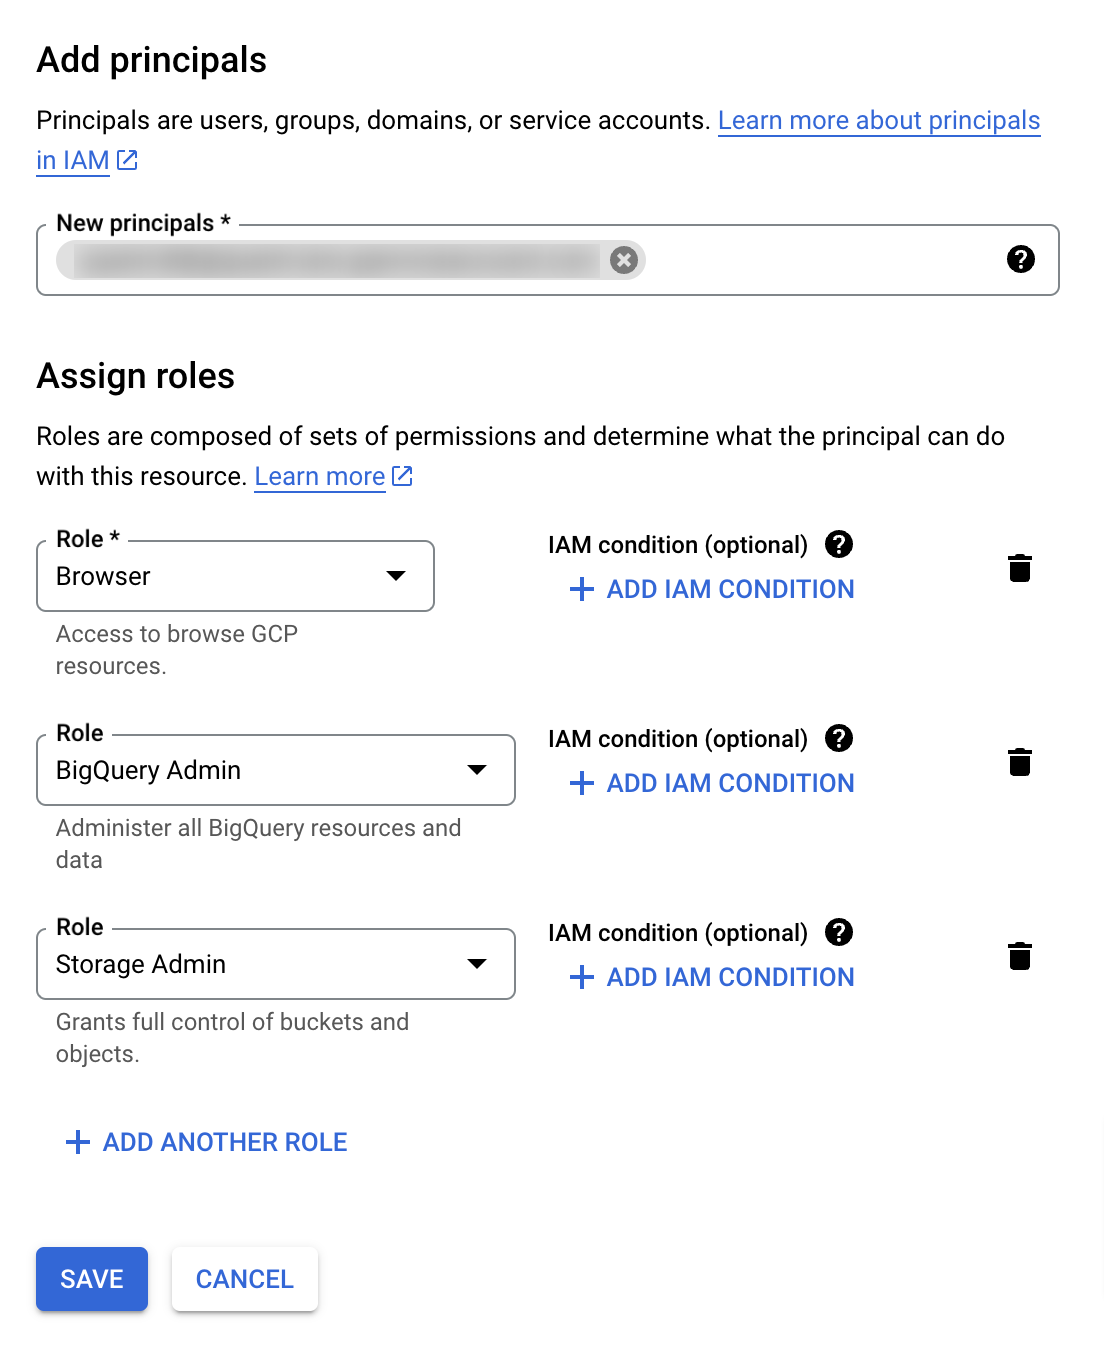 Add principals
Principals are users, groups, domains, or service accounts. Learn more about principals
in IAM
New principals *
Assign roles
Roles are composed of sets of permissions and determine what the principal can do
with this resource. Learn more
Role *
Browser
IAM condition (optional)
ADD IAM CONDITION
Access to browse GCP
resources.
Role
BigQuery Admin
IAM condition (optional)
ADD IAM CONDITION
Administer all BigQuery resources and
data
Role
Storage Admin
IAM condition (optional)
ADD IAM CONDITION
Grants full control of buckets and
objects.
ADD ANOTHER ROLE
SAVE
CANCEL